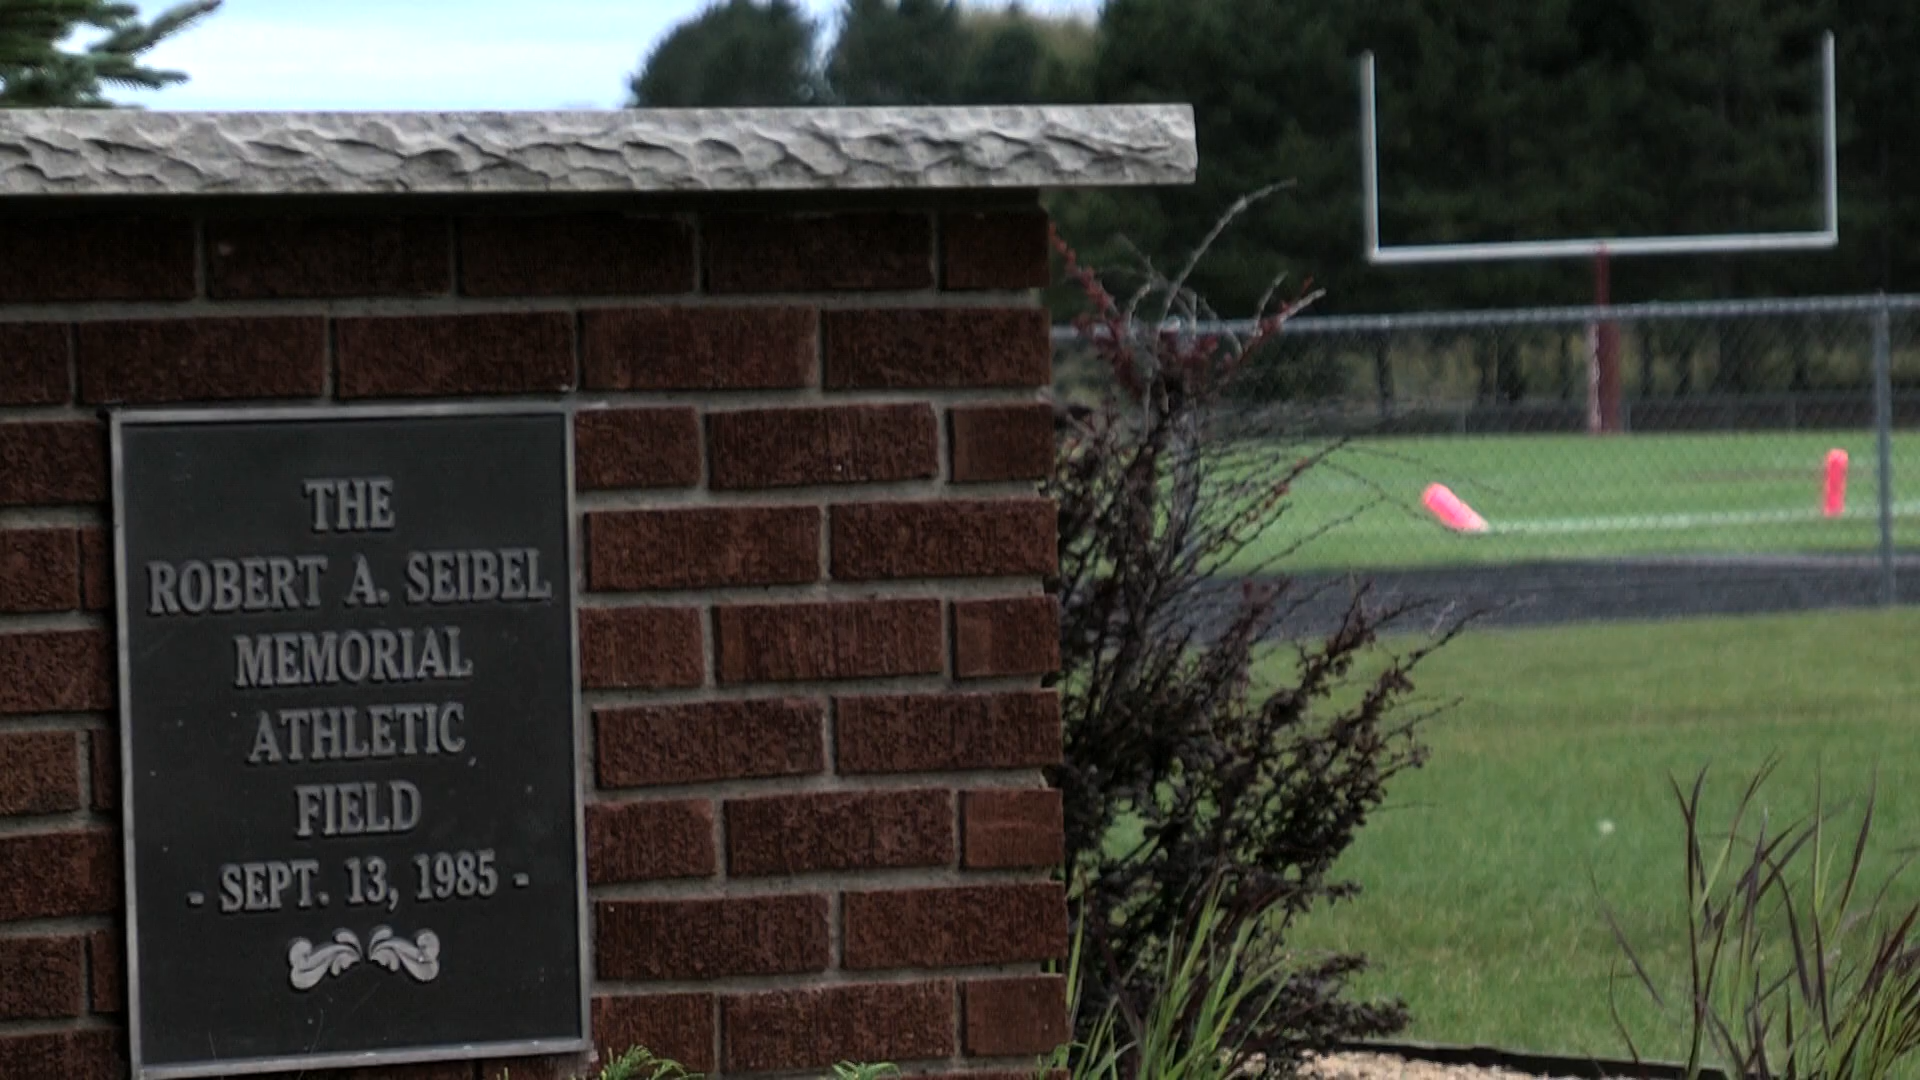 THE
ROBERT A. SEIBEL
MEMORIAL
ATHLETIC
FIELD
- SEPT. 13, 1985 -